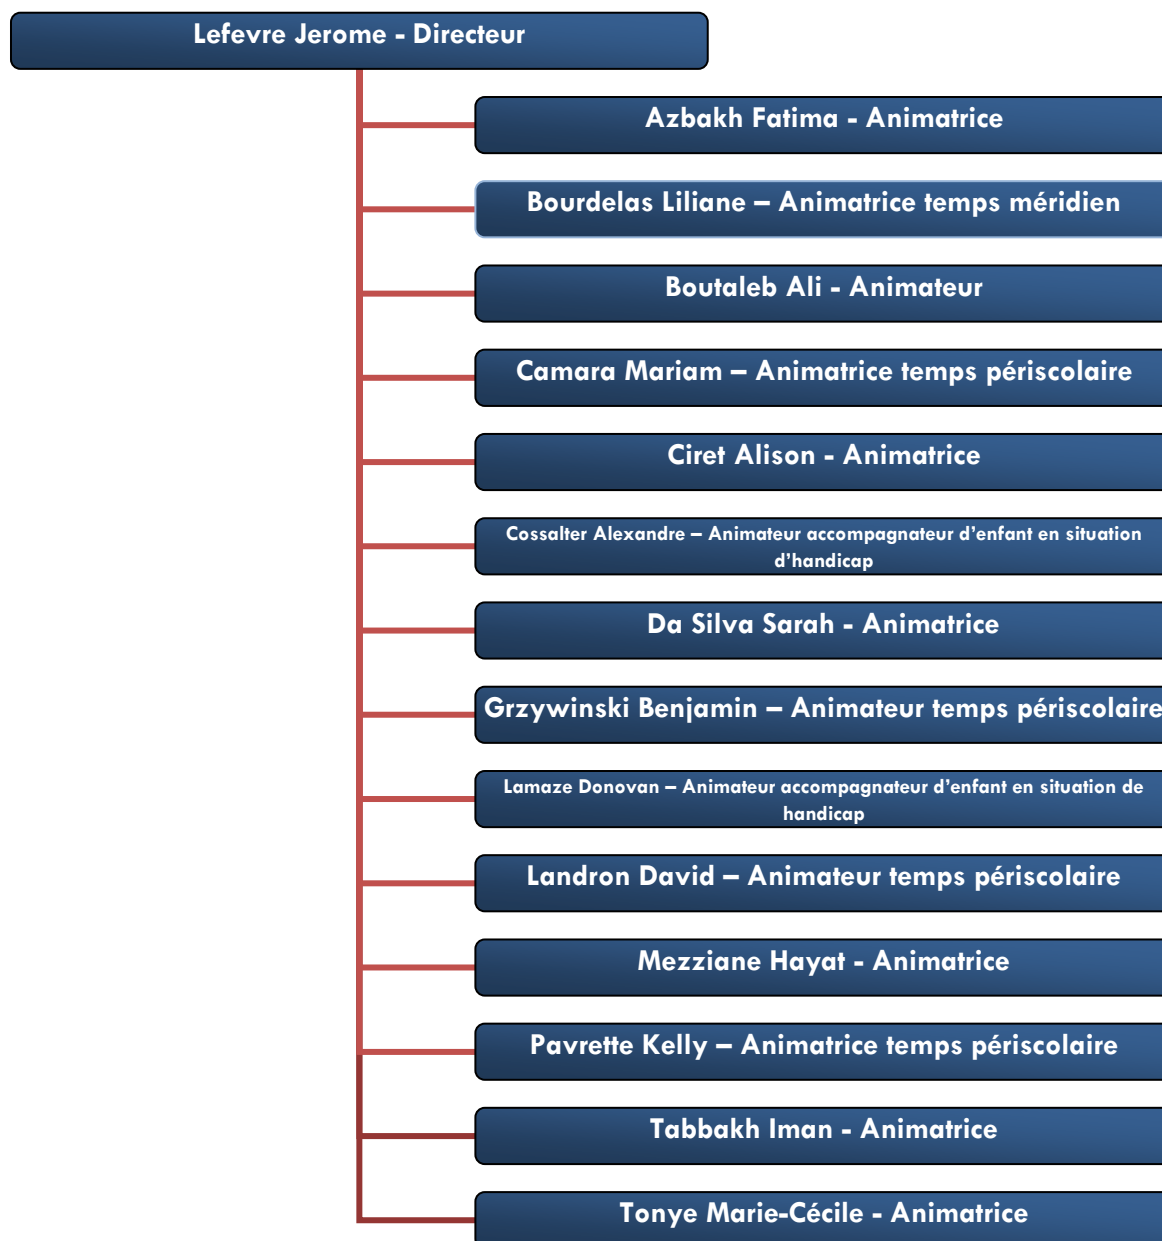 Lefevre Jerome - Directeur
Azbakh Fatima - Animatrice
Bourdelas Liliane – Animatrice temps méridien
Boutaleb Ali - Animateur
Camara Mariam – Animatrice temps périscolaire
Ciret Alison - Animatrice
Cossalter Alexandre – Animateur accompagnateur d’enfant en situation
d’handicap
Da Silva Sarah - Animatrice
Grzywinski Benjamin – Animateur temps périscolaire
Lamaze Donovan – Animateur accompagnateur d’enfant en situation de
handicap
Landron David – Animateur temps périscolaire
Mezziane Hayat - Animatrice
Pavrette Kelly – Animatrice temps périscolaire
Tabbakh Iman - Animatrice
Tonye Marie-Cécile - Animatrice